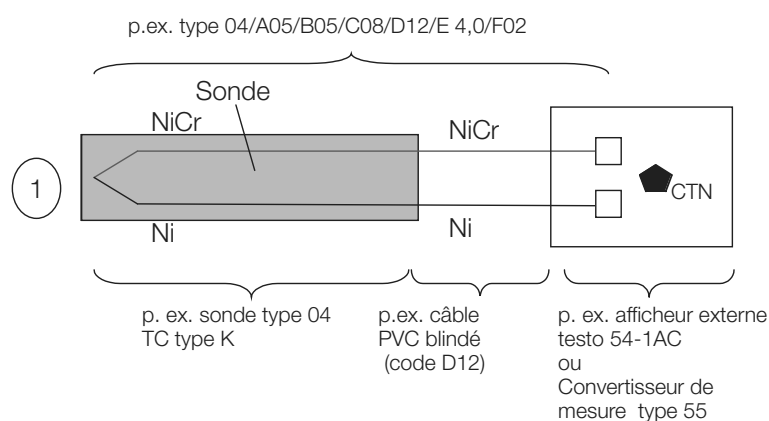 p.ex. type 04/A05/B05/C08/D12/E 4,0/F02
Sonde
NiCr
NiCr
1
CTN
Ni
Ni
p. ex. sonde type 04
TC type K
p.ex. câble
PVC blindé
(code D12)
p. ex. afficheur externe
testo 54-1AC
ou
Convertisseur de
mesure type 55